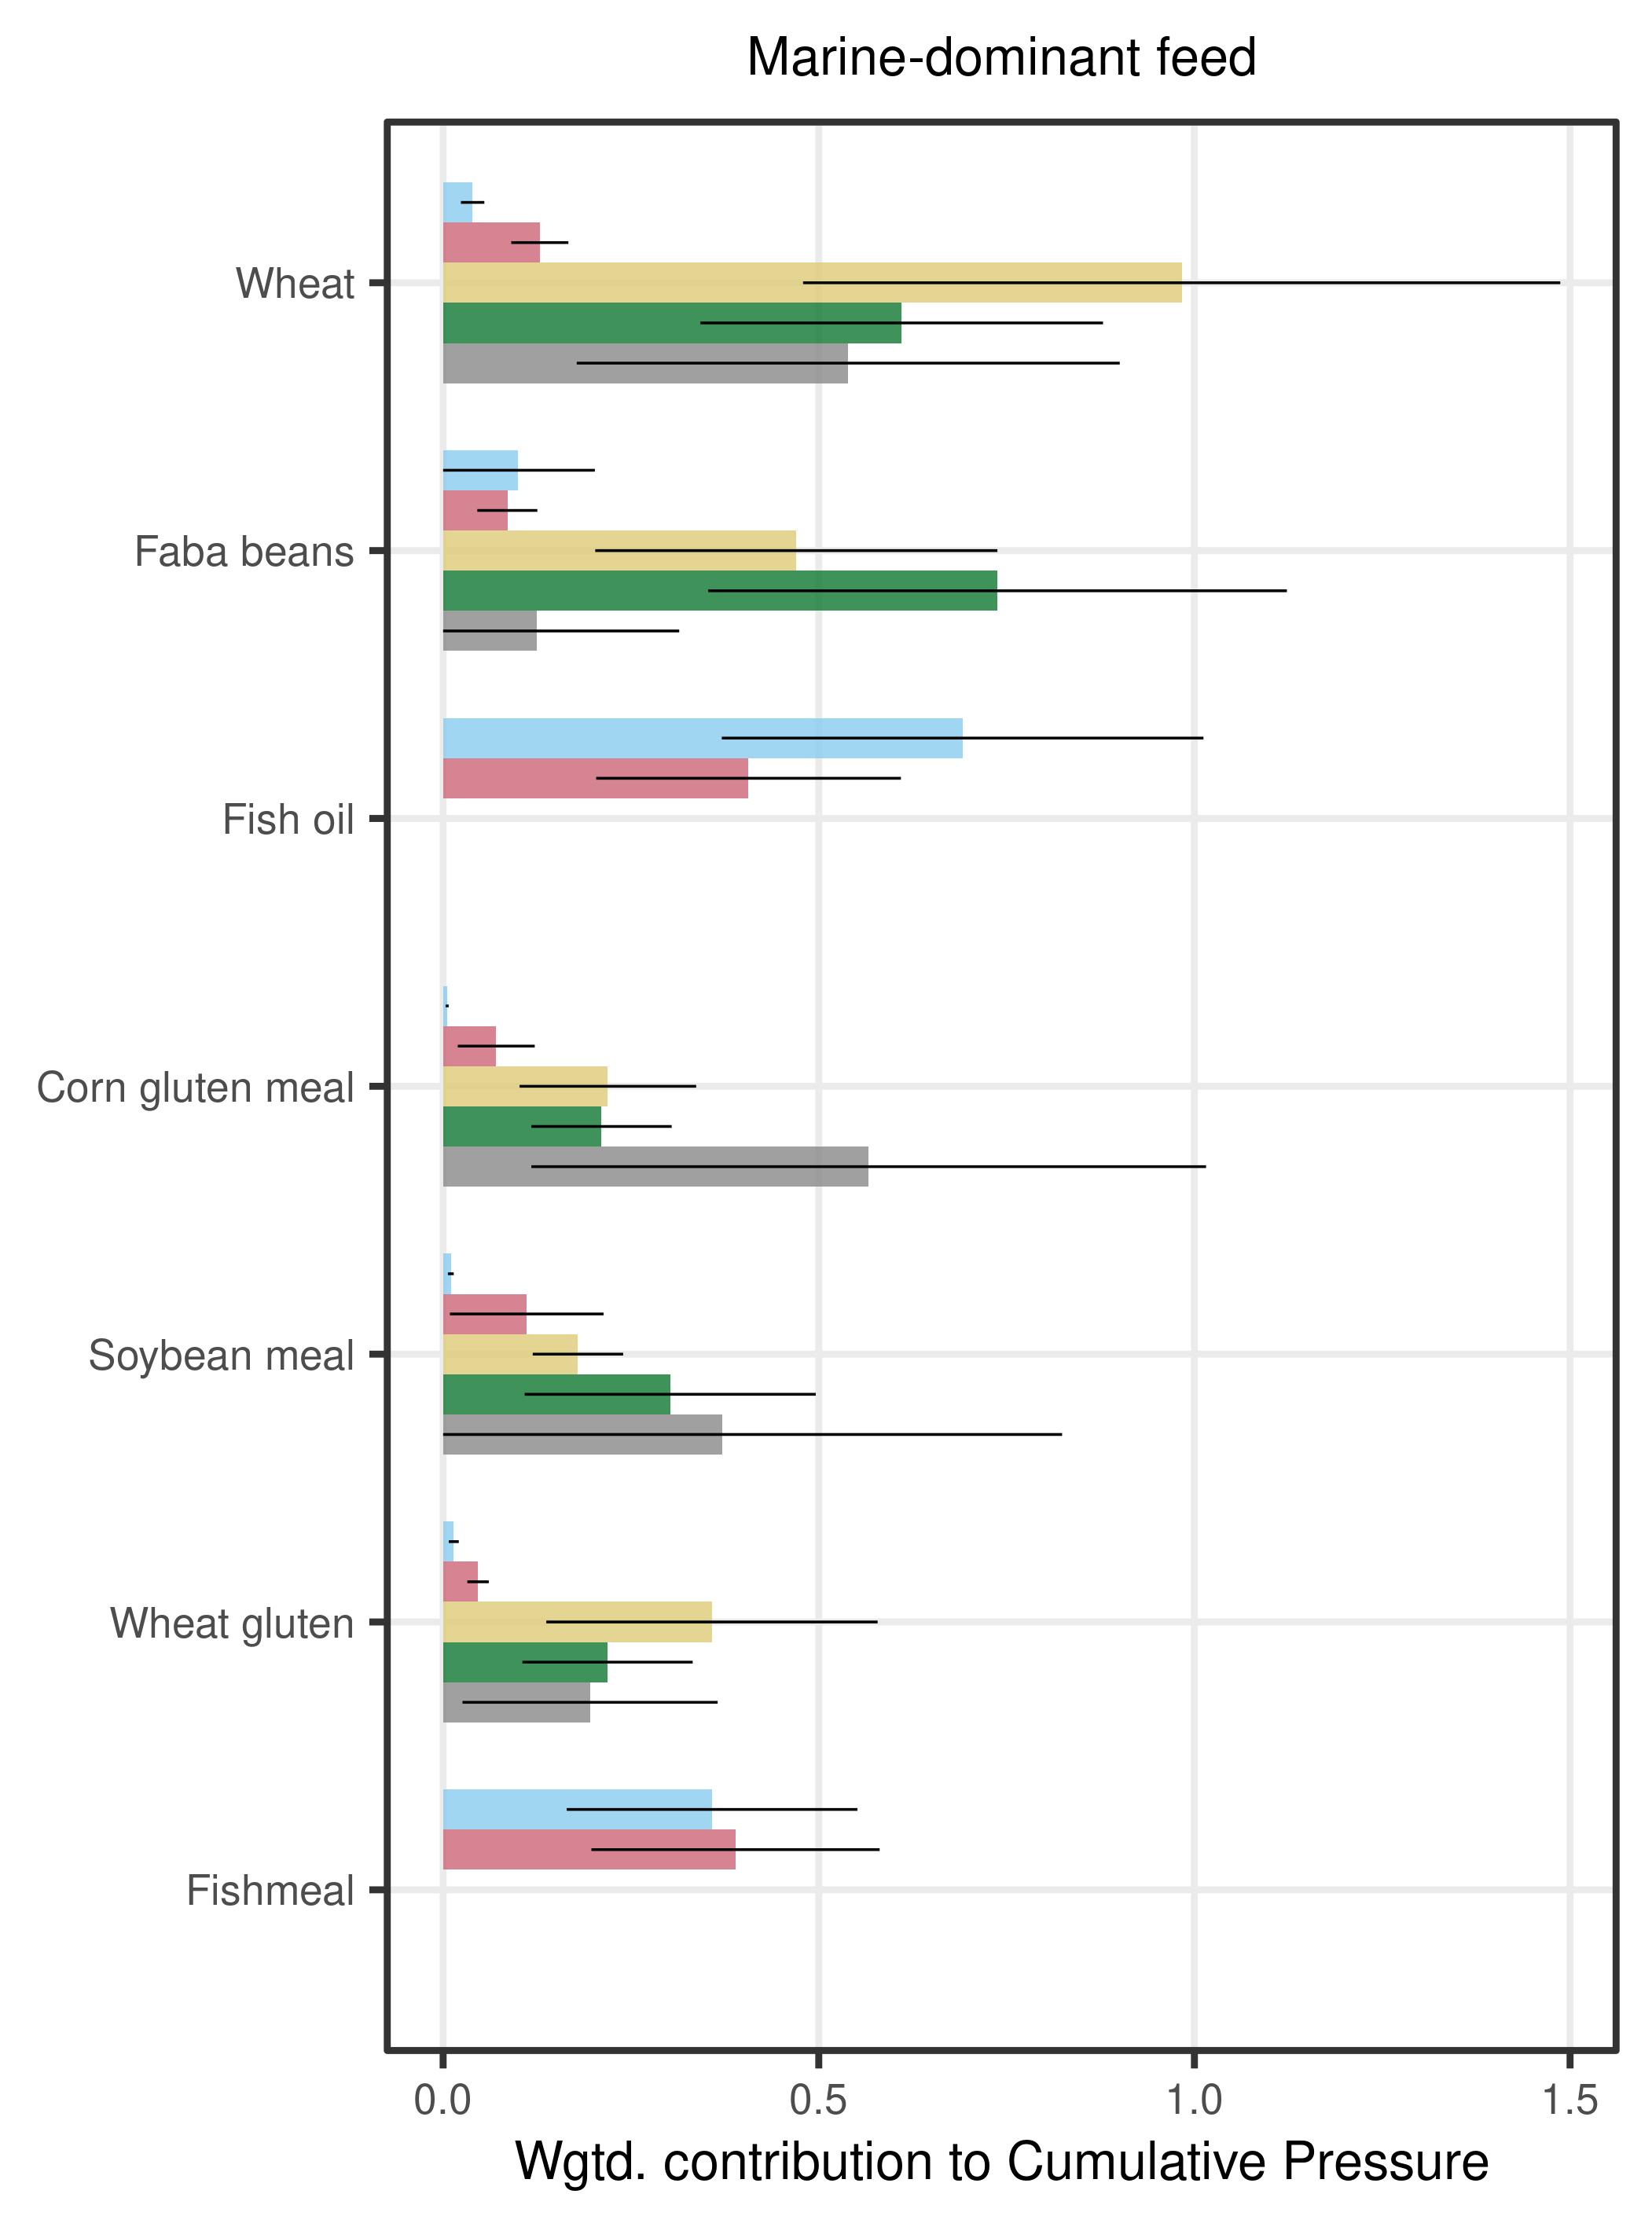 Marine-dominant feed
Wheat
Faba beans
Fish oil
Corn gluten meal
Soybean meal
Wheat gluten
Fishmeal
0.0 0.5 1.0 1.5
Wgtd. contribution to Cumulative Pressure